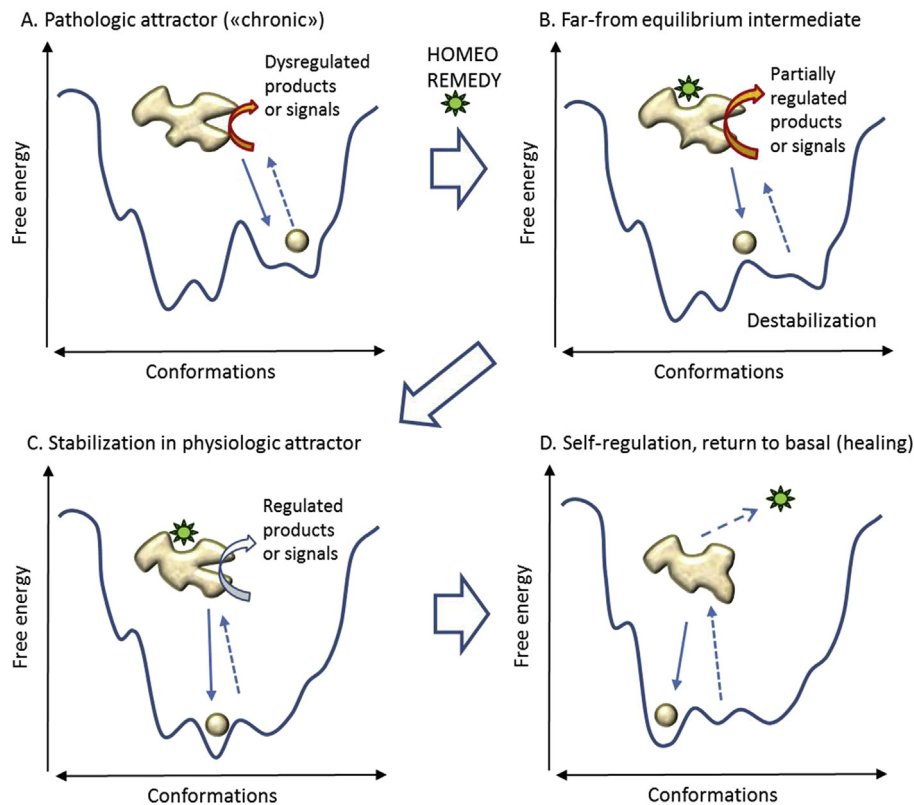 A. Pathologic attractor («chronic»)
Dysregulated
products
or signals
Free energy
Conformations
HOMEO
REMEDY
B. Far-from equilibrium intermediate
Partially
regulated
products
or signals
Free energy
Destabilization
Conformations
C. Stabilization in physiologic attractor
Regulated
products
or signals
Free energy
Conformations
D. Self-regulation, return to basal (healing)
Free energy
Conformations